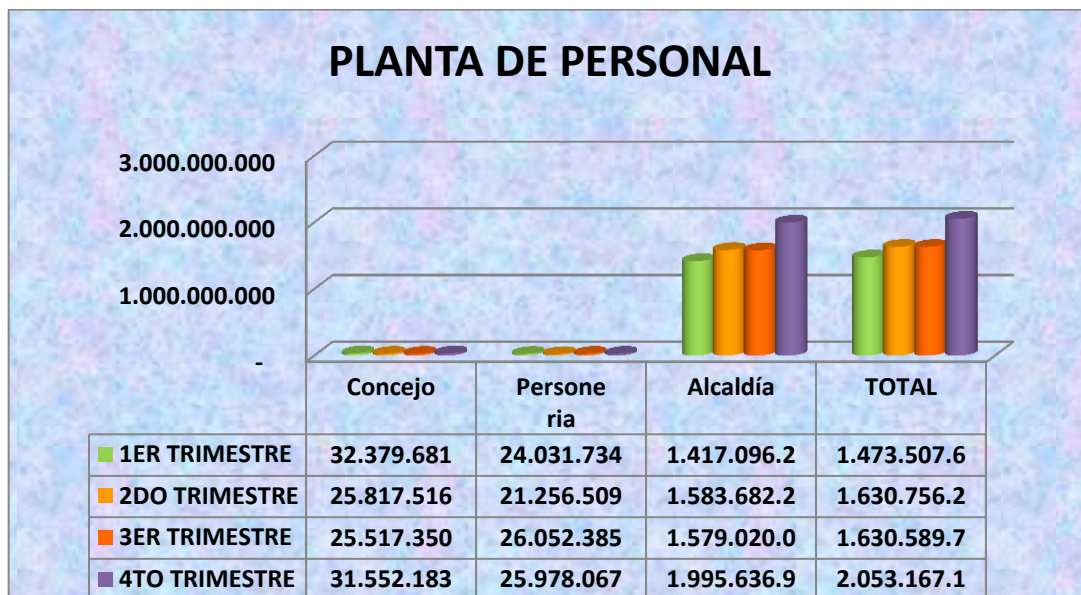 PLANTA DE PERSONAL
3.000.000.000
2.000.000.000
1.000.000.000
-
Concejo Persone Alcaldía TOTAL
ria
1ER TRIMESTRE 32.379.681 24.031.734 1.417.096.2 1.473.507.6
2DO TRIMESTRE 25.817.516 21.256.509 1.583.682.2 1.630.756.2
3ER TRIMESTRE 25.517.350 26.052.385 1.579.020.0 1.630.589.7
4TO TRIMESTRE 31.552.183 25.978.067 1.995.636.9 2.053.167.1